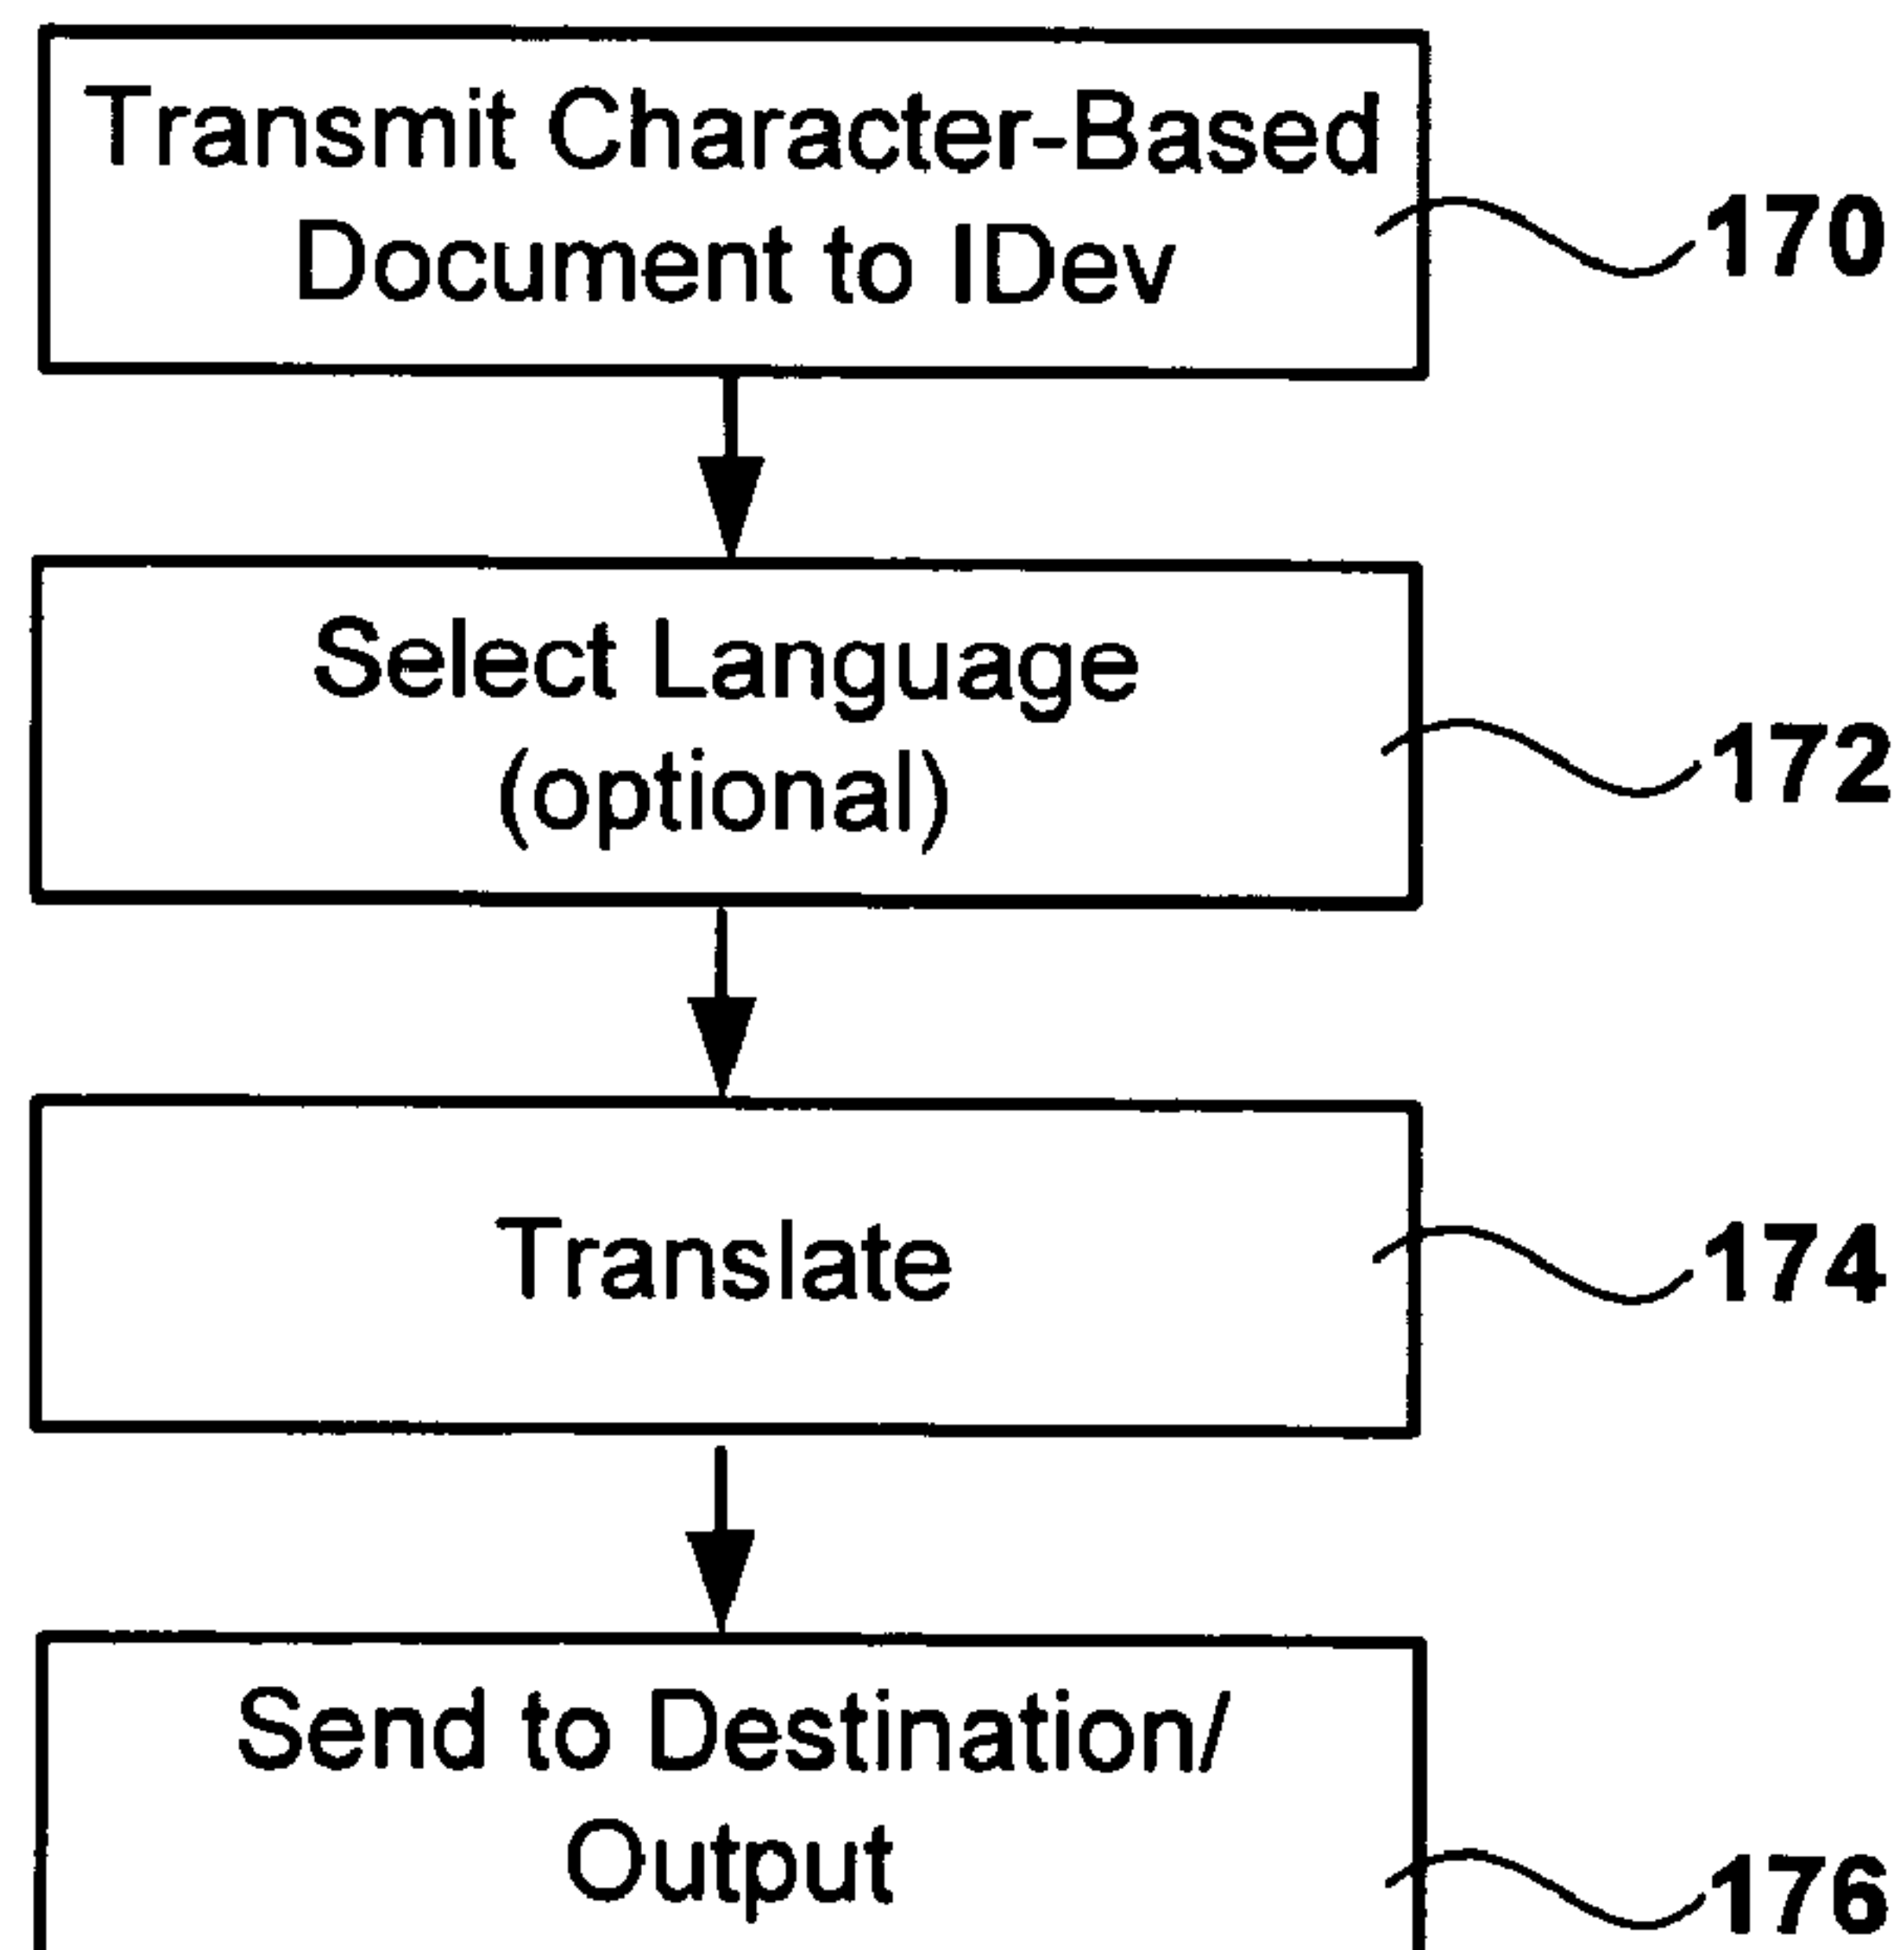 Transmit Character-Based
Document to IDev
170
Select Language
(optional)
172
Translate
174
Send to Destination/
Output
176